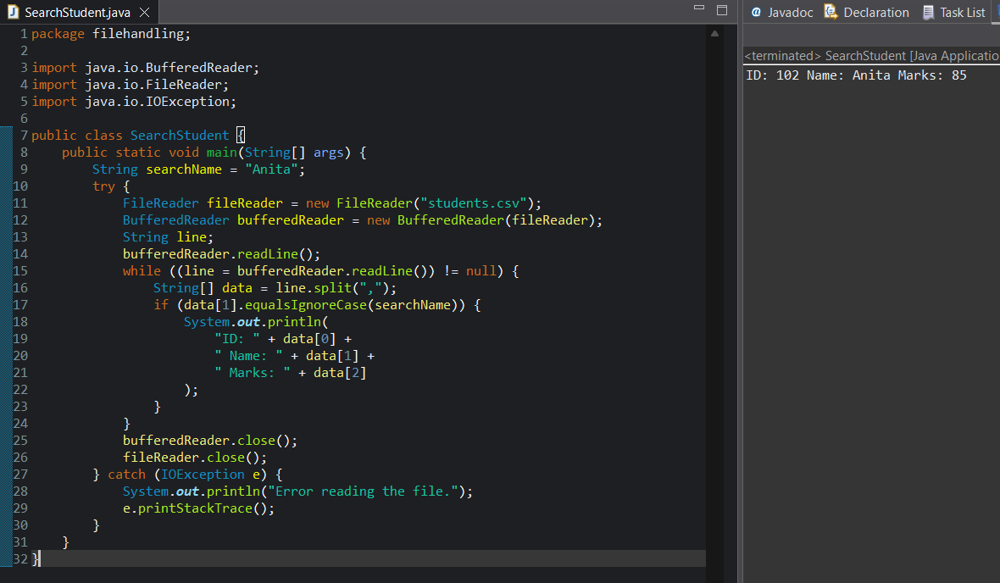 SearchStudent.java
1 package filehandling;
2
3 import java.io.BufferedReader;
4 import java.io.FileReader;
5 import java.io.IOException;
6
7 public class SearchStudent {
8     public static void main(String[] args) {
9         String searchName = "Anita";
10         try {
11             FileReader fileReader = new FileReader("students.csv");
12             BufferedReader bufferedReader = new BufferedReader(fileReader);
13             String line;
14             bufferedReader.readLine();
15             while ((line = bufferedReader.readLine()) != null) {
16                 String[] data = line.split(",");
17                 if (data[1].equalsIgnoreCase(searchName)) {
18                     System.out.println(
19                         "ID: " + data[0] +
20                         " Name: " + data[1] +
21                         " Marks: " + data[2]
22                     );
23                 }
24             }
25             bufferedReader.close();
26             fileReader.close();
27         } catch (IOException e) {
28             System.out.println("Error reading the file.");
29             e.printStackTrace();
30         }
31     }
32 }
@ Javadoc Declaration Task List
<terminated> SearchStudent [Java Applicatio
ID: 102 Name: Anita Marks: 85